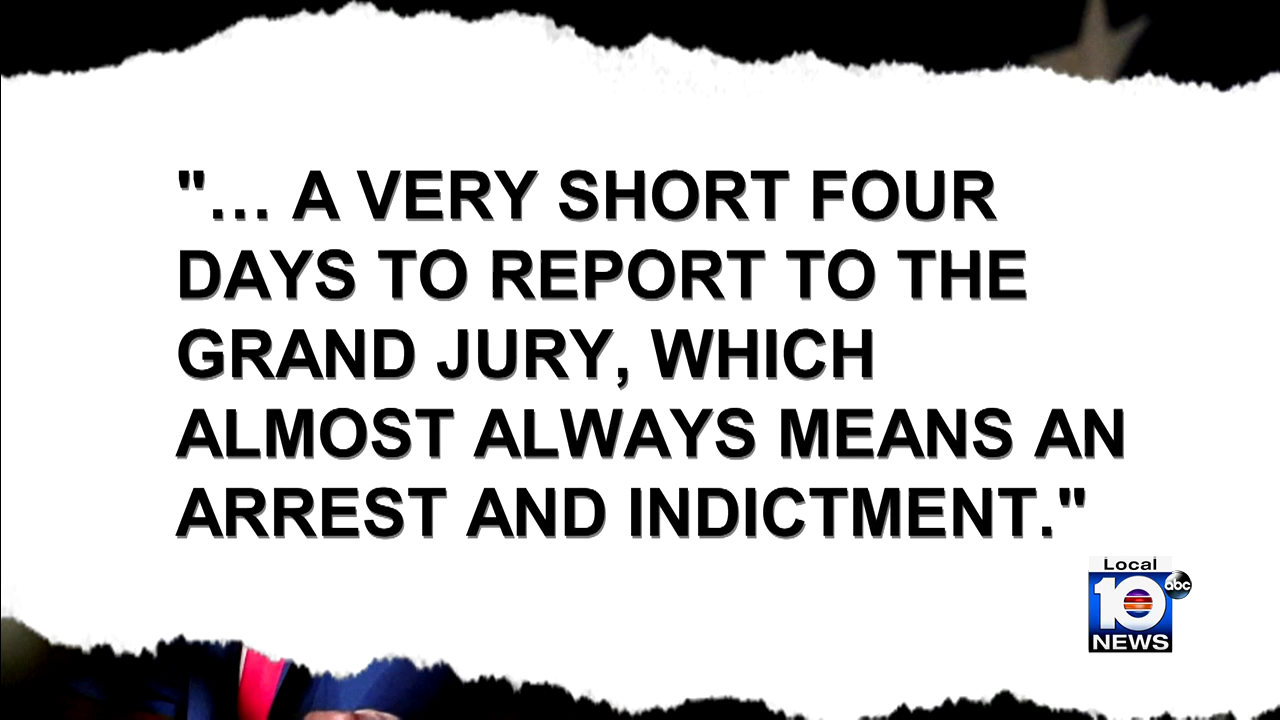 "... A VERY SHORT FOUR
DAYS TO REPORT TO THE
GRAND JURY, WHICH
ALMOST ALWAYS MEANS AN
ARREST AND INDICTMENT."
Local
10 abc
NEWS